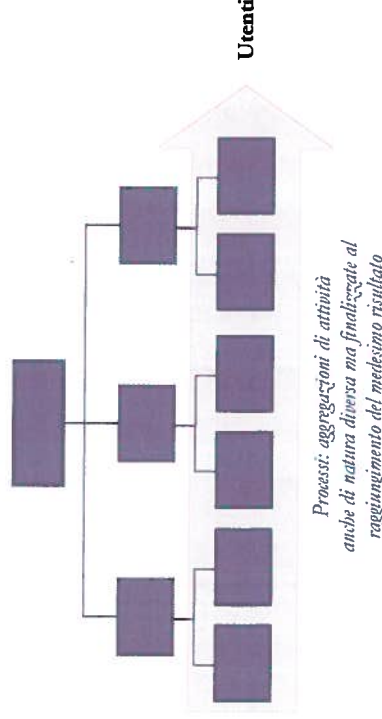 Utenti
Processi: aggregazioni di attività
anche di natura diversa ma finalizzate al
raggiungimento del medesimo risultato